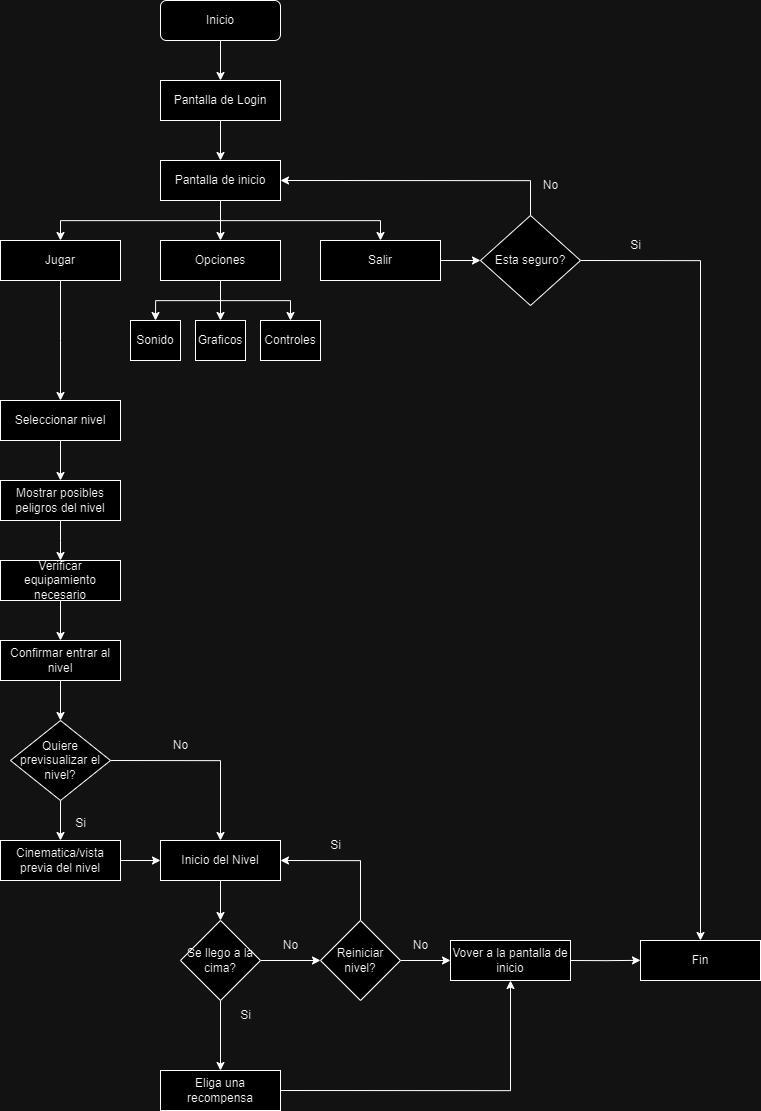 Inicio
Pantalla de Login
Pantalla de inicio
No
Jugar
Opciones
Salir
Esta seguro?
Si
Sonido
Graficos
Controles
Seleccionar nivel
Mostrar posibles
peligros del nivel
Verificar
equipamiento
necesario
Confirmar entrar al
nivel
Quiere
previsualizar el
nivel?
No
Si
Cinematica/vista
previa del nivel
Inicio del Nivel
Si
Se llego a la
cima?
No
Reiniciar
nivel?
No
Vover a la pantalla de
inicio
Fin
Si
Eliga una
recompensa